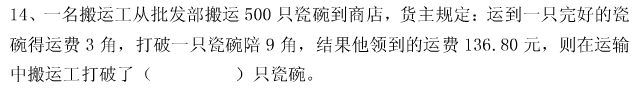 14、一名搬运工从批发部搬运 500 只瓷碗到商店，货主规定：运到一只完好的瓷
碗得运费 3 角，打破一只瓷碗陪 9 角，结果他领到的运费 136.80 元，则在运输
中搬运工打破了（　　　　）只瓷碗。